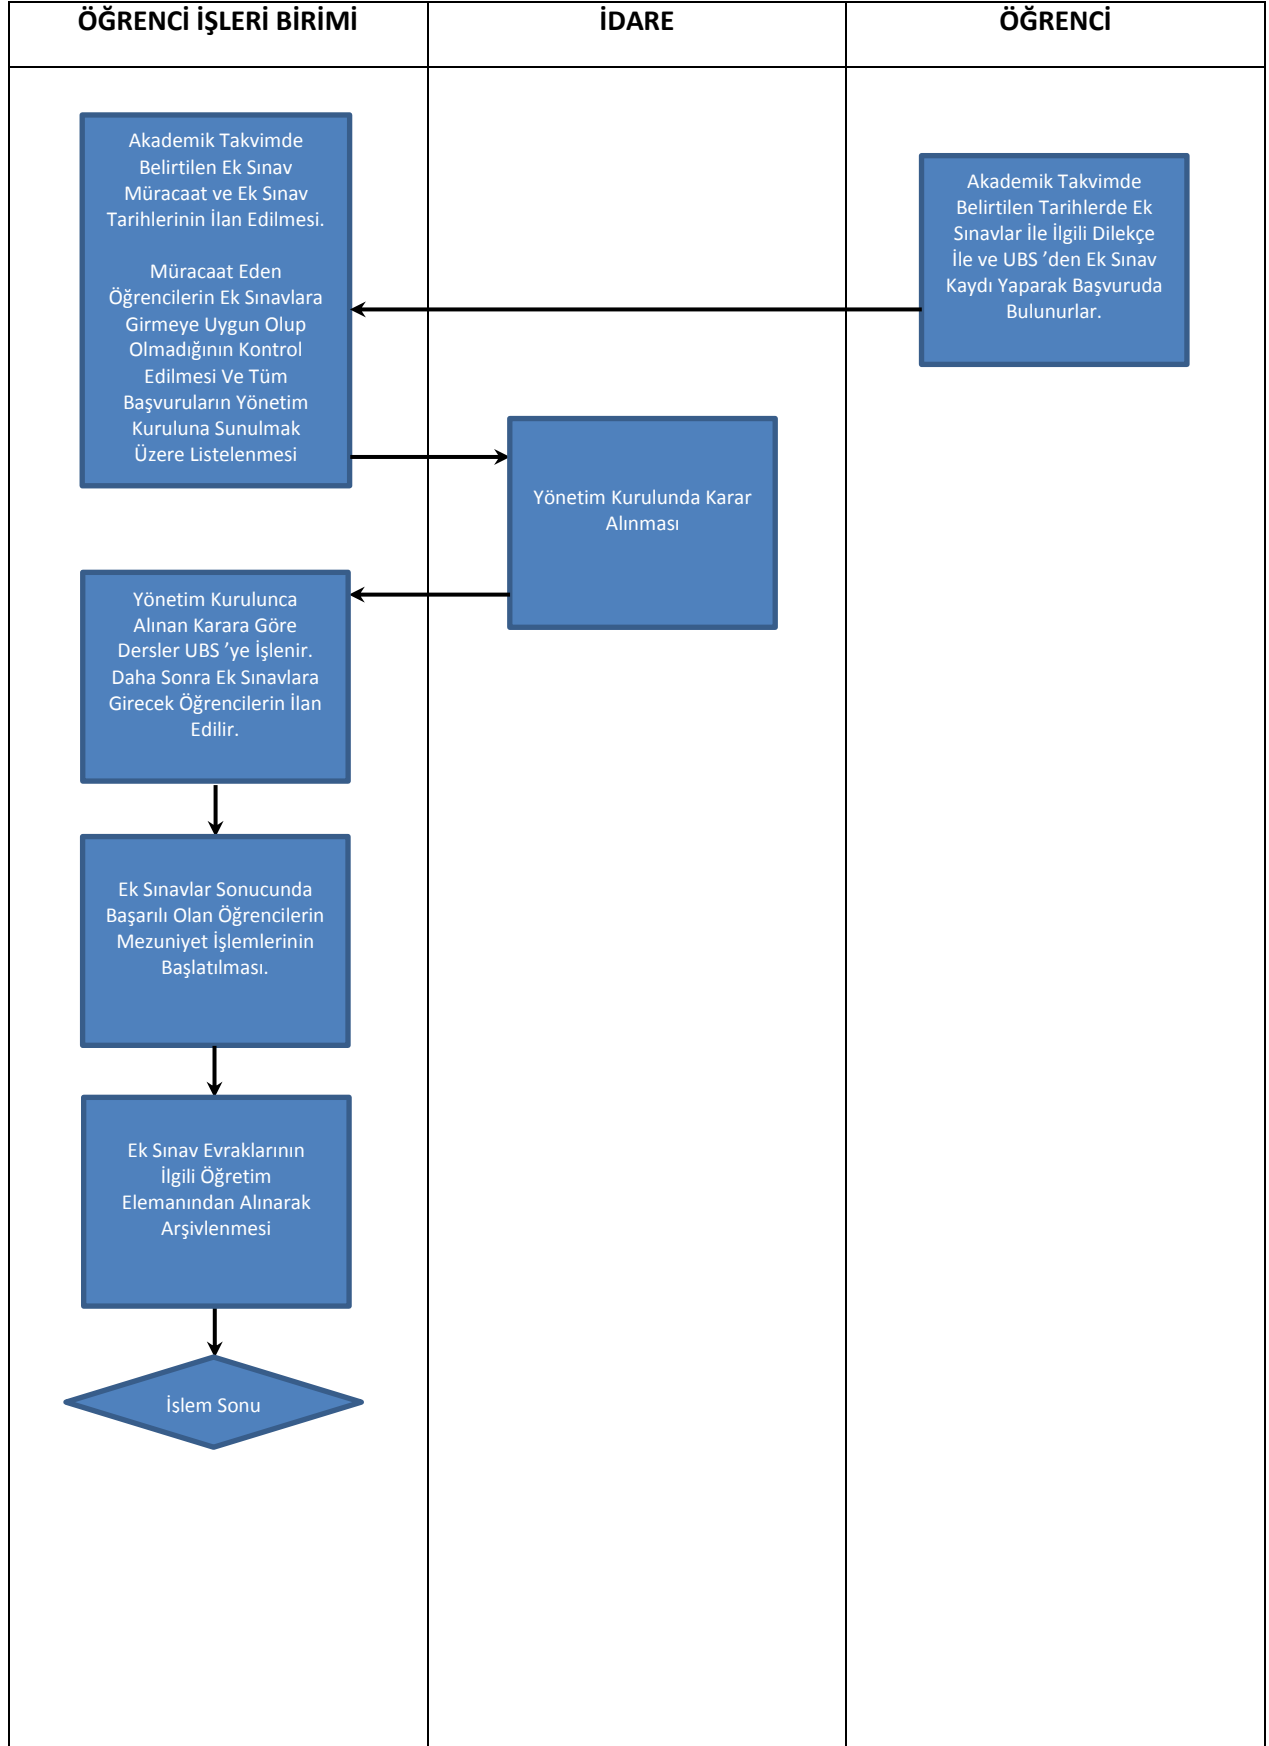 ÖĞRENCİ İŞLERİ BİRİMİ
İDARE
ÖĞRENCİ
Akademik Takvimde
Belirtilen Ek Sınav
Müracaat ve Ek Sınav
Tarihlerinin İlan Edilmesi.
Müracaat Eden
Öğrencilerin Ek Sınavlara
Girmeye Uygun Olup
Olmadığının Kontrol
Edilmesi Ve Tüm
Başvuruların Yönetim
Kuruluna Sunulmak
Üzere Listelenmesi
Akademik Takvimde
Belirtilen Tarihlerde Ek
Sınavlar İle İlgili Dilekçe
İle ve UBS ’den Ek Sınav
Kaydı Yaparak Başvuruda
Bulunurlar.
Yönetim Kurulunda Karar
Alınması
Yönetim Kurulunca
Alınan Karara Göre
Dersler UBS ’ye İşlenir.
Daha Sonra Ek Sınavlara
Girecek Öğrencilerin İlan
Edilir.
Ek Sınavlar Sonucunda
Başarılı Olan Öğrencilerin
Mezuniyet İşlemlerinin
Başlatılması.
Ek Sınav Evraklarının
İlgili Öğretim
Elemanından Alınarak
Arşivlenmesi
İşlem Sonu